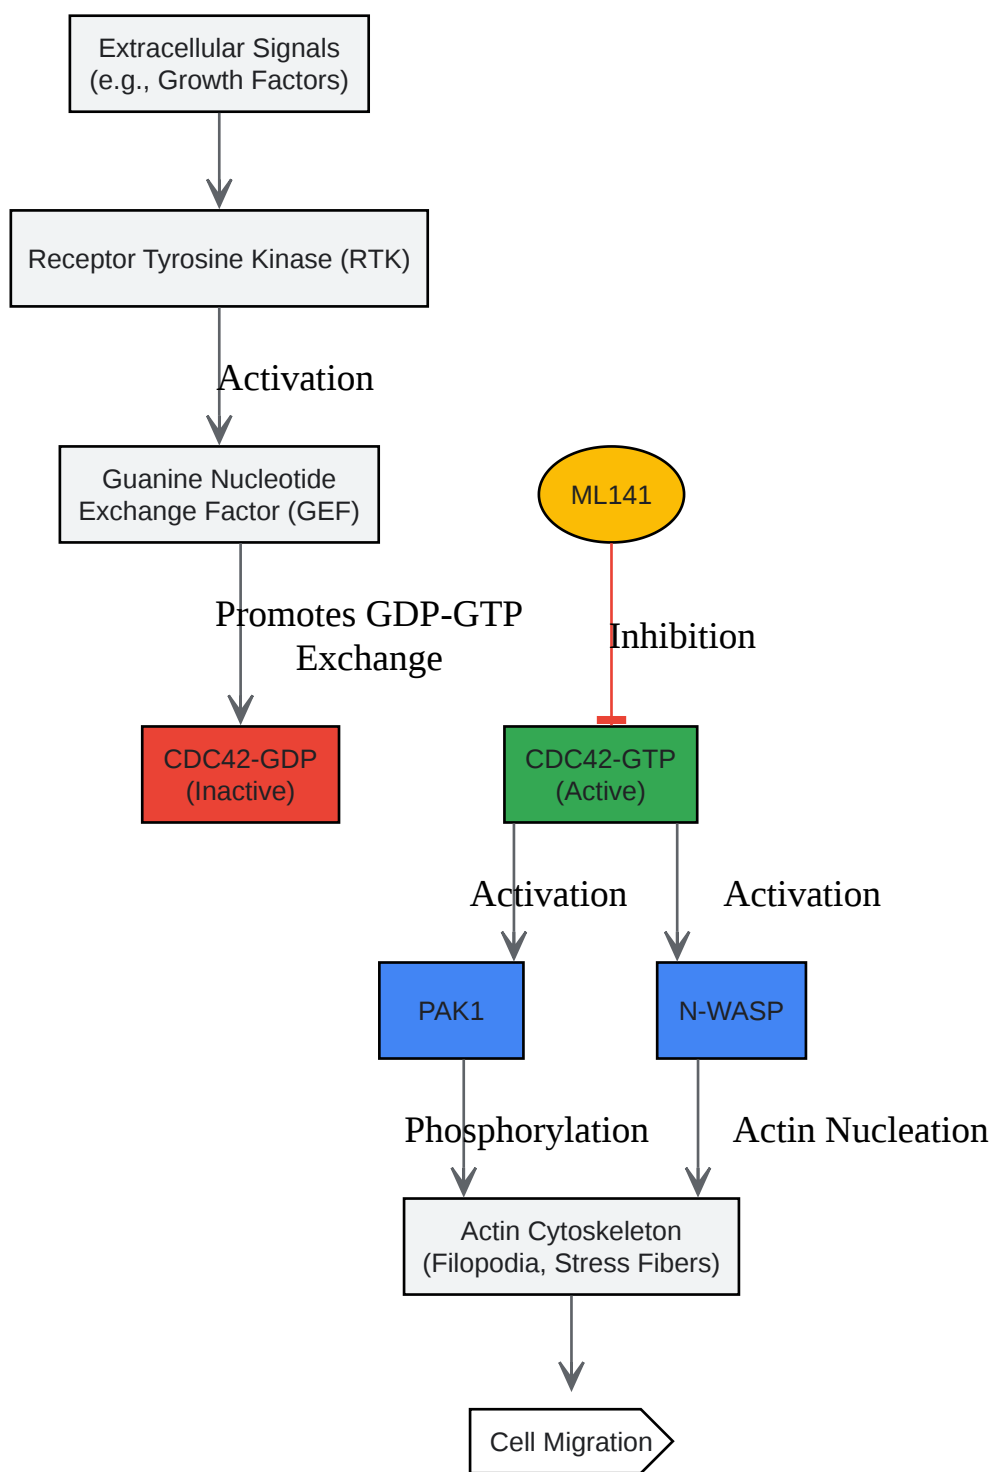 Extracellular Signals
(e.g., Growth Factors)
Receptor Tyrosine Kinase (RTK)
Activation
Guanine Nucleotide
Exchange Factor (GEF)
ML141
Promotes GDP-GTP
Exchange
Inhibition
CDC42-GDP
(Inactive)
CDC42-GTP
(Active)
Activation
Activation
PAK1
N-WASP
Phosphorylation
Actin Nucleation
Actin Cytoskeleton
(Filopodia, Stress Fibers)
Cell Migration